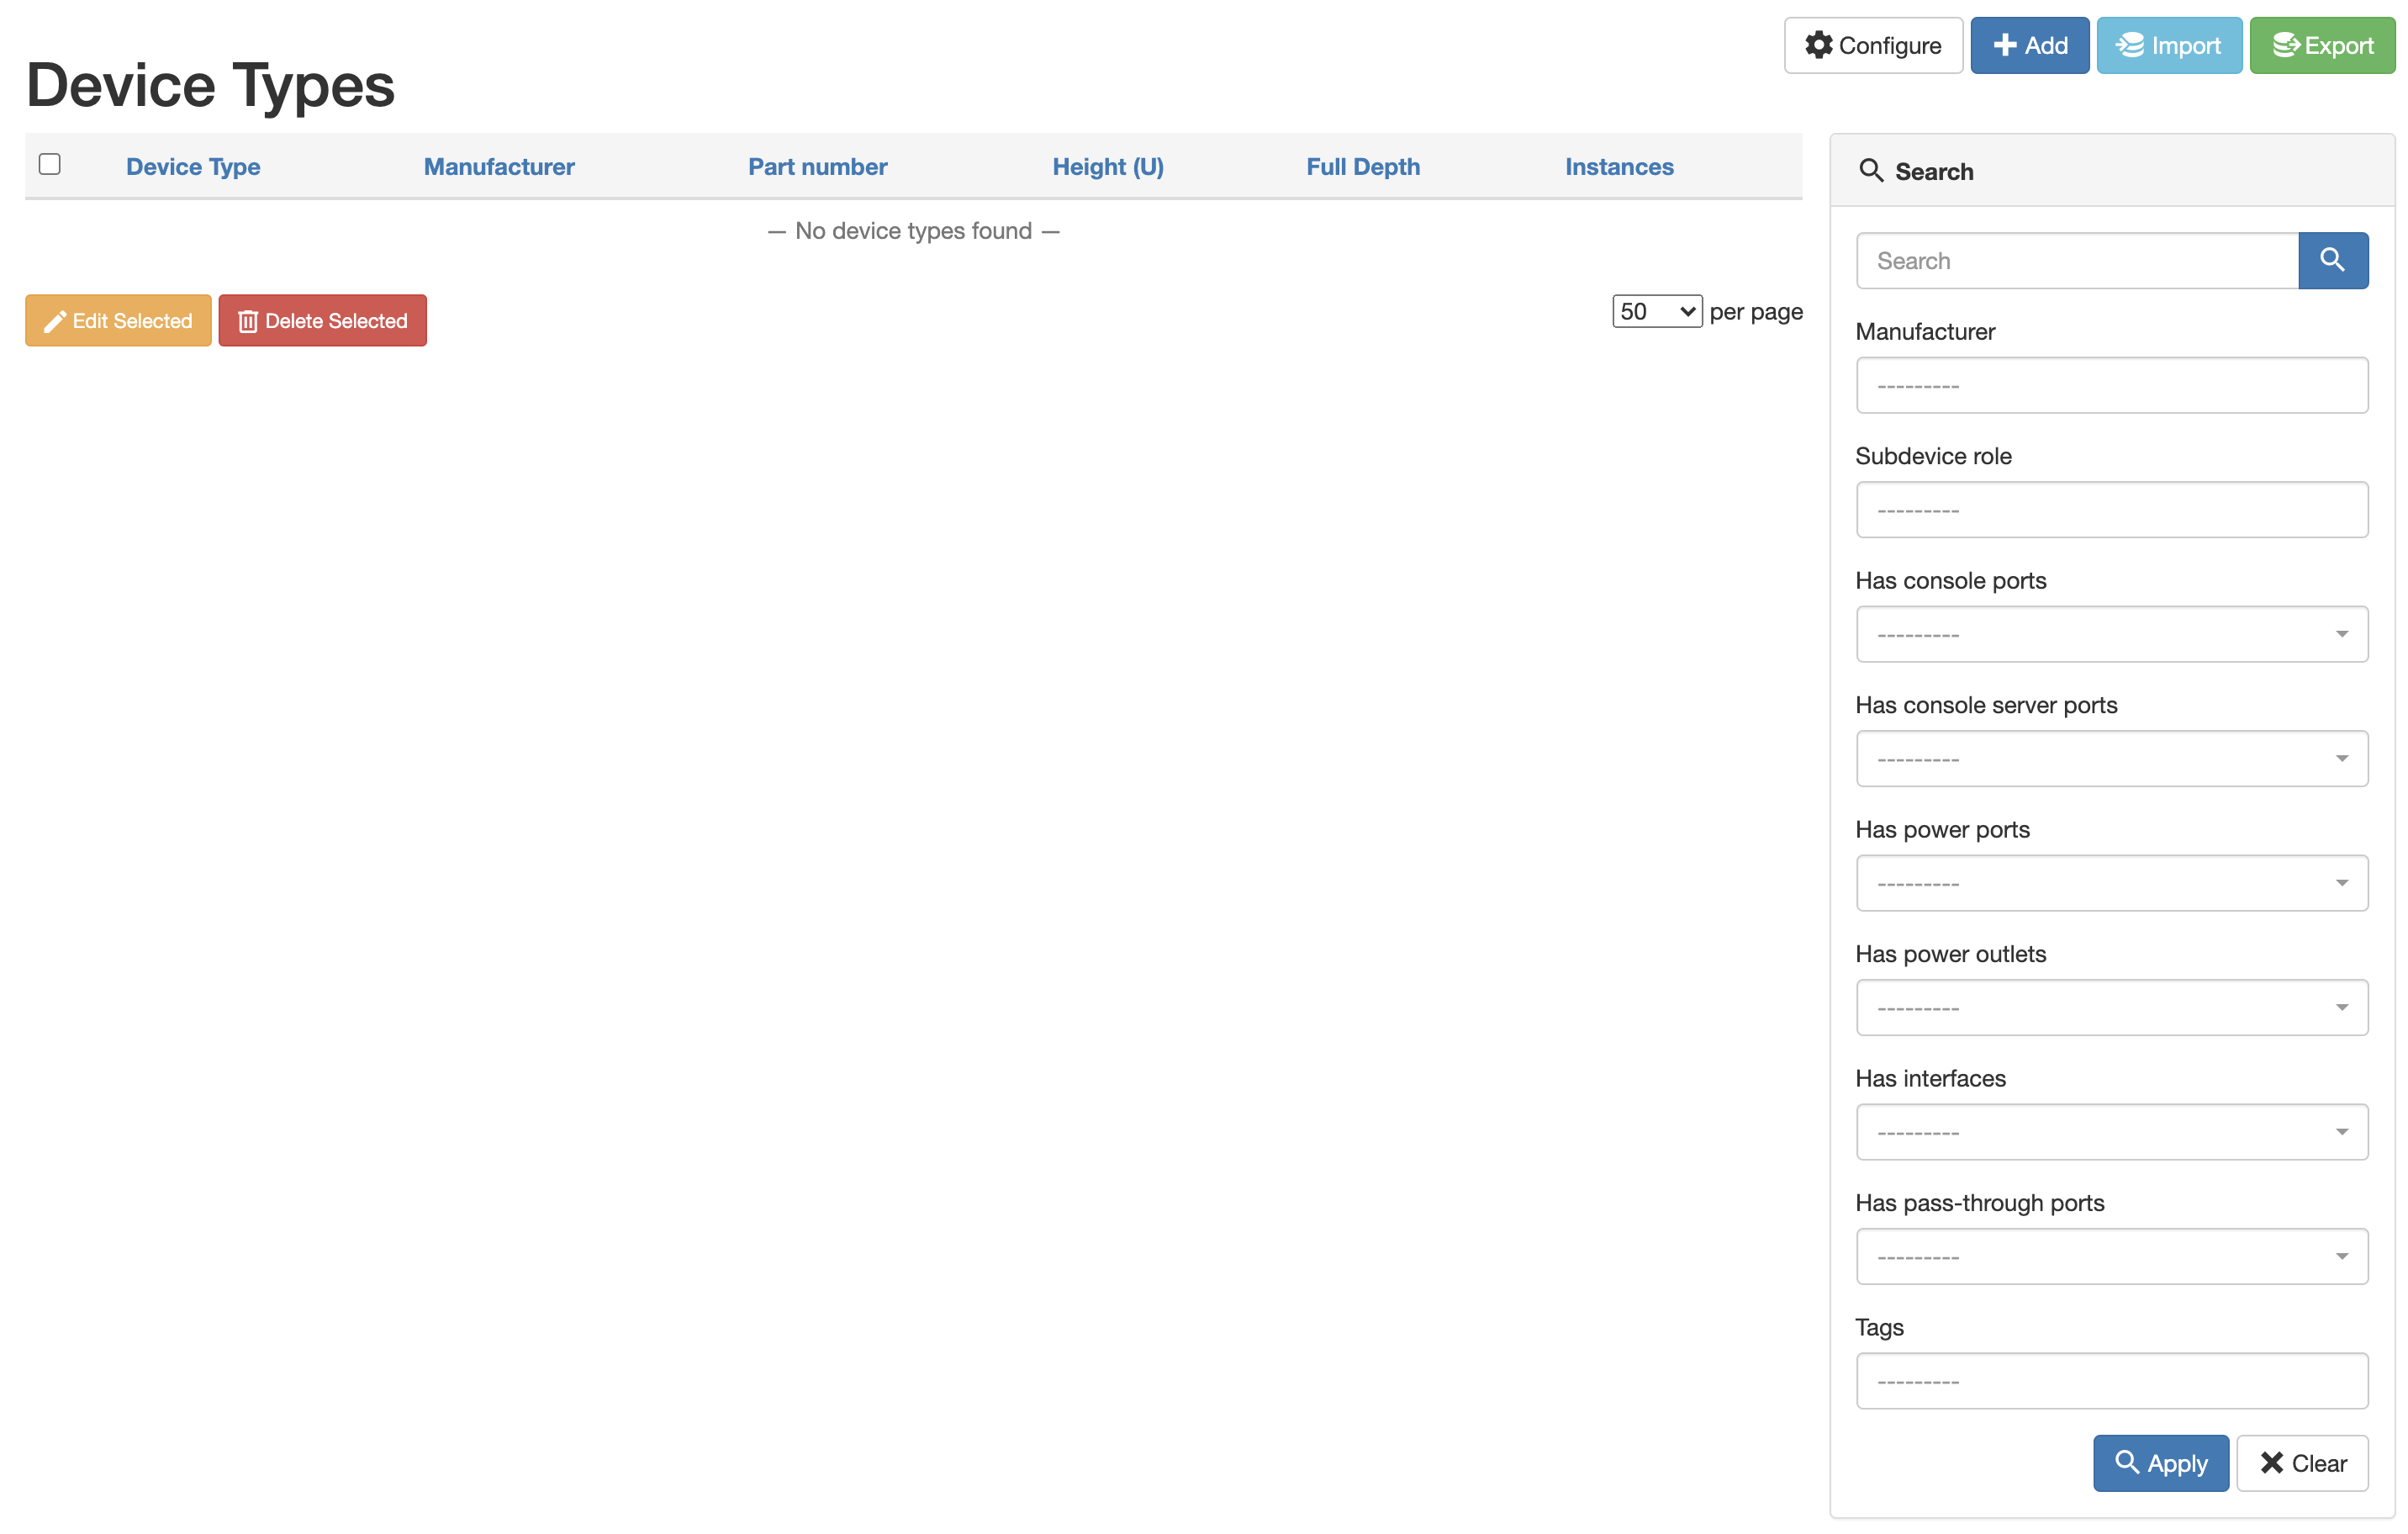 Configure
Add
Import
Export
Device Types
Device Type Manufacturer Part number Height (U) Full Depth Instances
— No device types found —
Edit Selected
Delete Selected
50 per page
Search
Search
Manufacturer
---------
Subdevice role
---------
Has console ports
---------
Has console server ports
---------
Has power ports
---------
Has power outlets
---------
Has interfaces
---------
Has pass-through ports
---------
Tags
---------
Apply
Clear